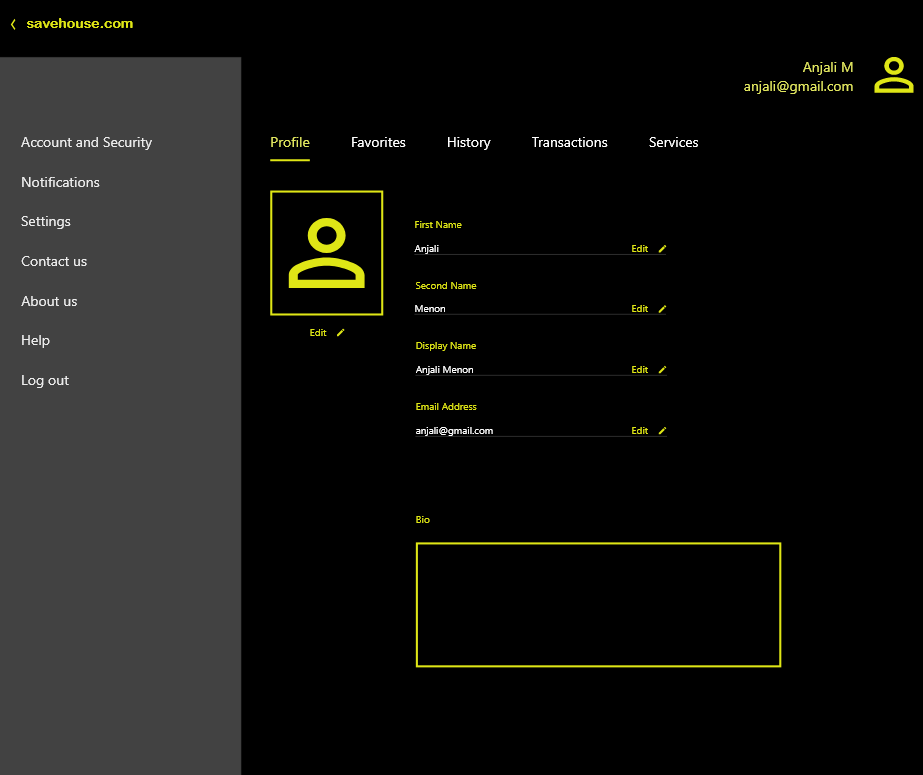 savehouse.com
Anjali M
anjali@gmail.com
Account and Security
Notifications
Settings
Contact us
About us
Help
Log out
Profile Favorites History Transactions Services
Edit
First Name
Anjali Edit
Second Name
Menon Edit
Display Name
Anjali Menon Edit
Email Address
anjali@gmail.com Edit
Bio